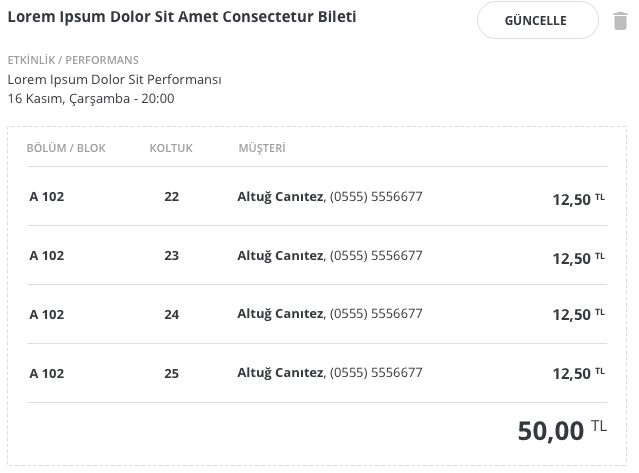 Lorem Ipsum Dolor Sit Amet Consectetur Bileti GÜNCELLE
ETKİNLİK / PERFORMANS
Lorem Ipsum Dolor Sit Performansı
16 Kasım, Çarşamba - 20:00
BÖLÜM / BLOK KOLTUK MÜŞTERİ
A 102 22 Altuğ Canıtez, (0555) 5556677 12,50 TL
A 102 23 Altuğ Canıtez, (0555) 5556677 12,50 TL
A 102 24 Altuğ Canıtez, (0555) 5556677 12,50 TL
A 102 25 Altuğ Canıtez, (0555) 5556677 12,50 TL
50,00 TL